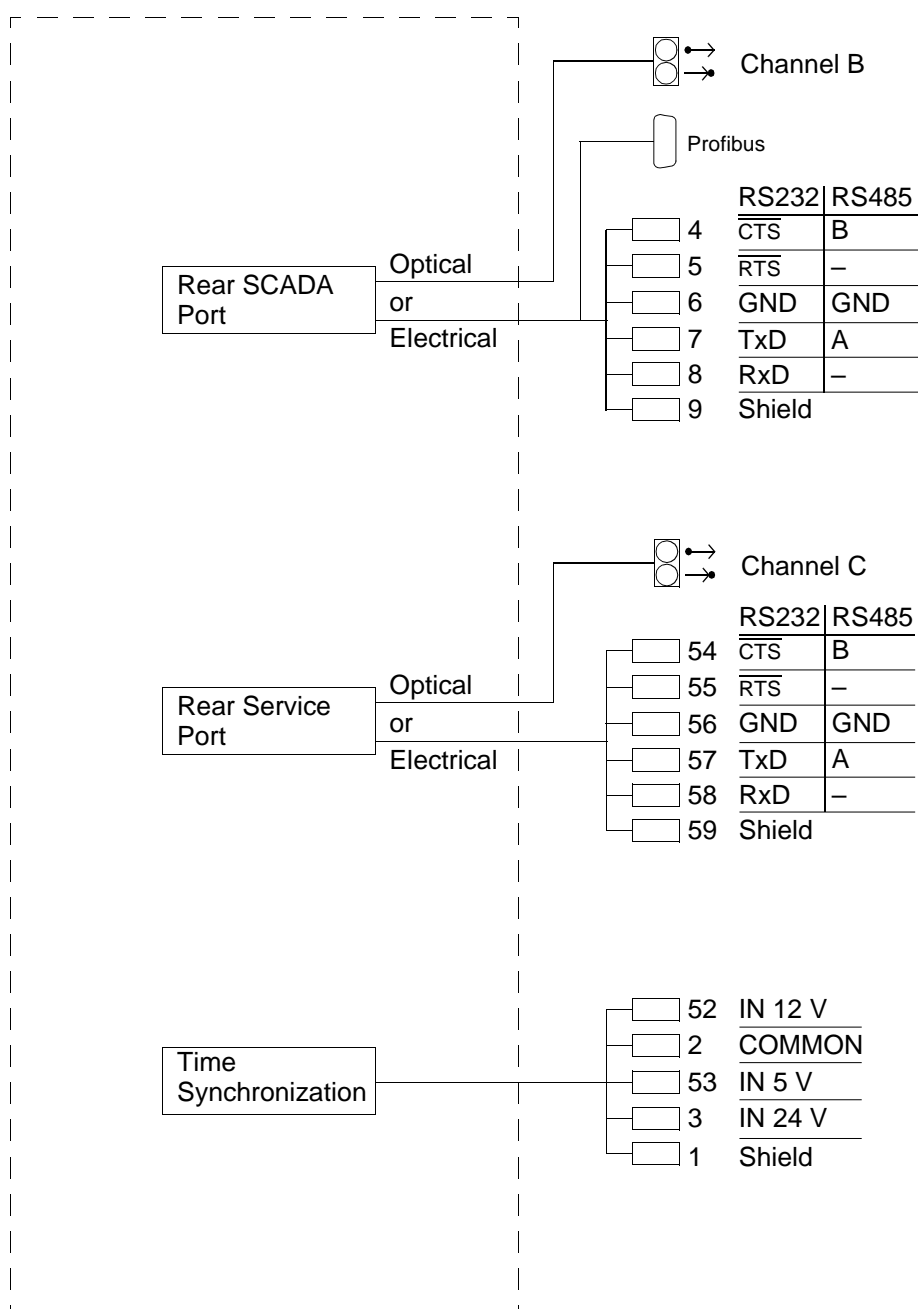 Channel B
Profibus
RS232 RS485
4 CTS B
Optical
5 RTS –
Rear SCADA
Port
or
6 GND GND
Electrical
7 TxD A
8 RxD –
9 Shield
Channel C
RS232 RS485
54 CTS B
Optical
55 RTS –
Rear Service
Port
or
56 GND GND
Electrical
57 TxD A
58 RxD –
59 Shield
52 IN 12 V
2 COMMON
Time
Synchronization
53 IN 5 V
3 IN 24 V
1 Shield